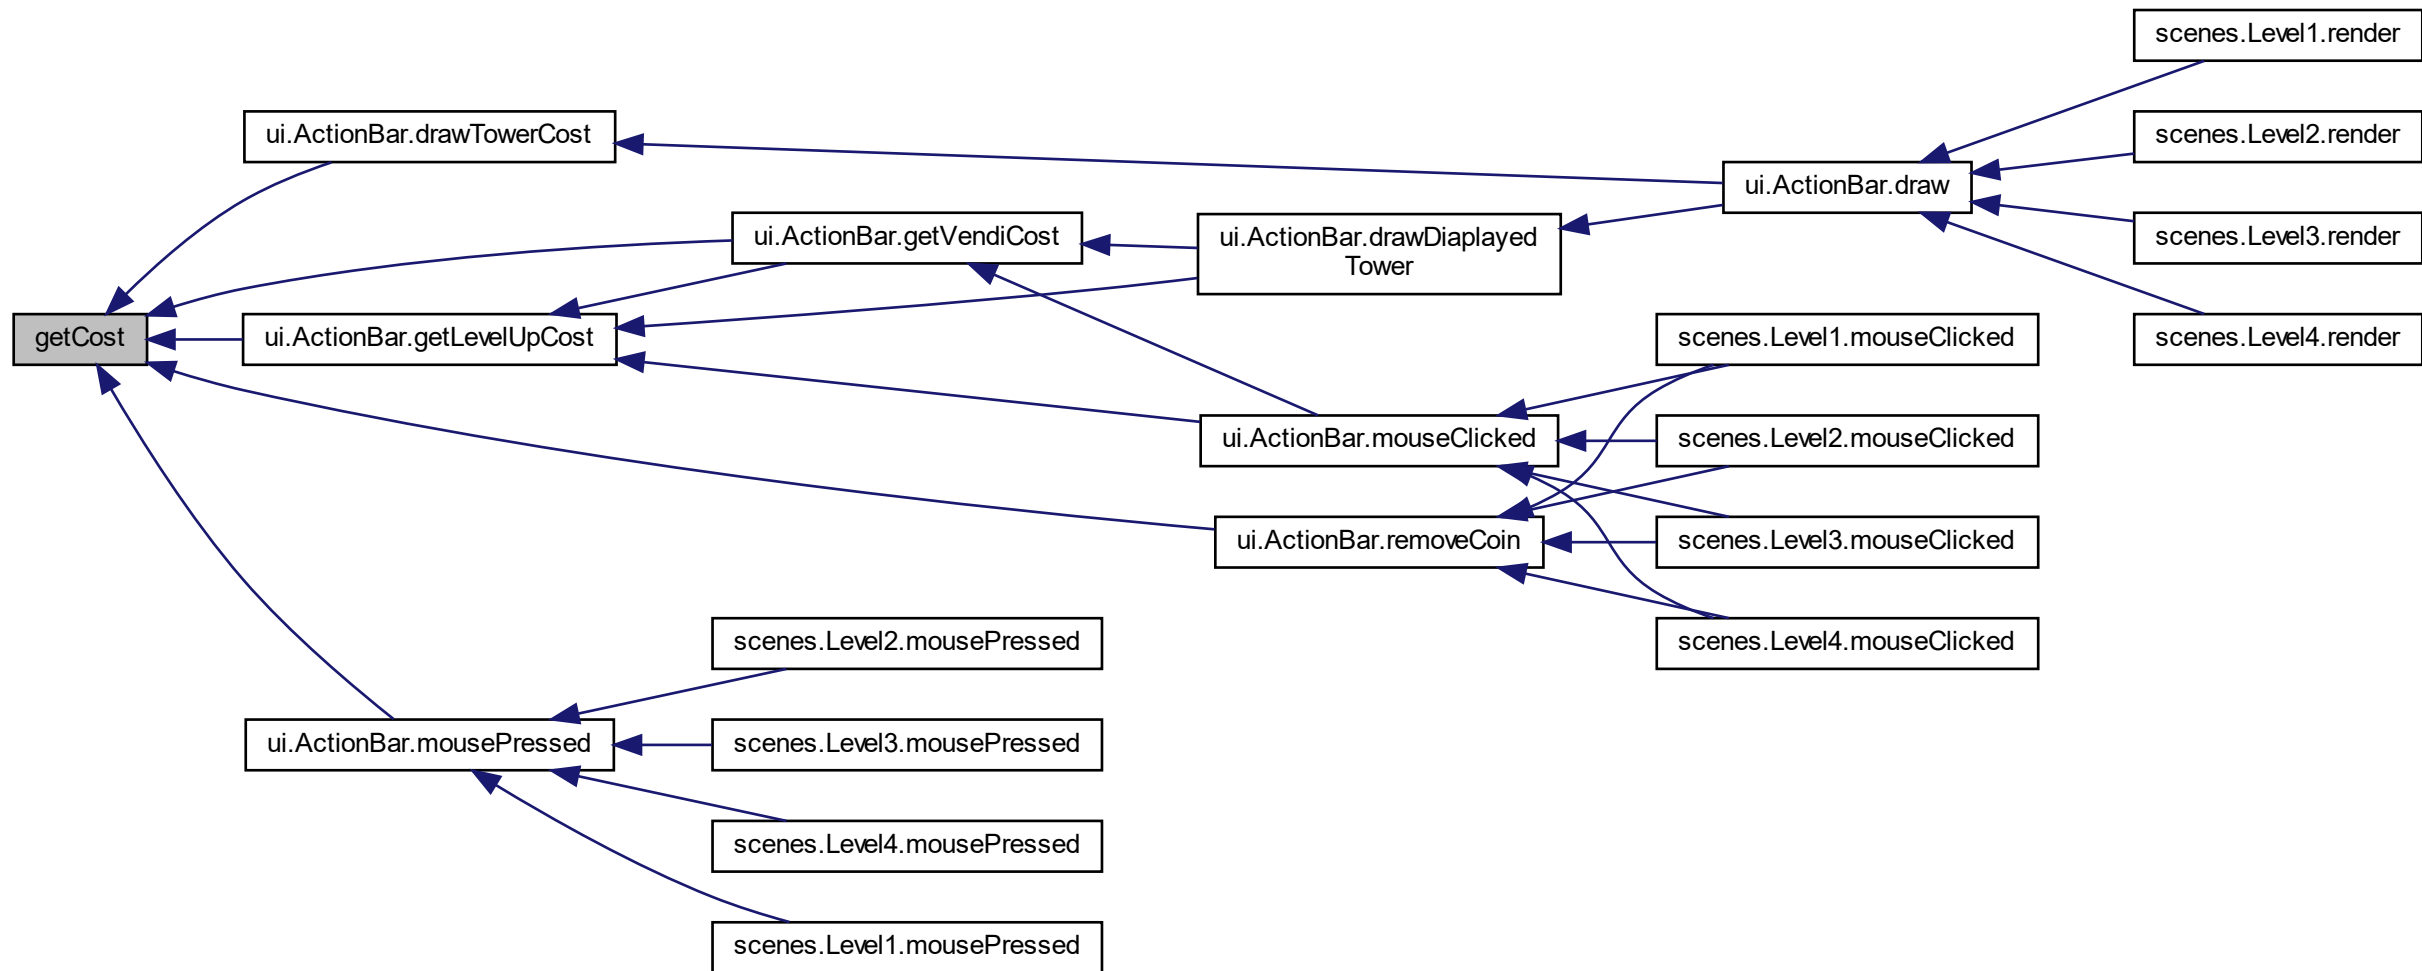 scenes.Level1.render
ui.ActionBar.drawTowerCost
scenes.Level2.render
ui.ActionBar.draw
ui.ActionBar.getVendiCost
ui.ActionBar.drawDiaplayed
Tower
scenes.Level3.render
getCost
ui.ActionBar.getLevelUpCost
scenes.Level1.mouseClicked
scenes.Level4.render
ui.ActionBar.mouseClicked
scenes.Level2.mouseClicked
ui.ActionBar.removeCoin
scenes.Level3.mouseClicked
scenes.Level2.mousePressed
scenes.Level4.mouseClicked
ui.ActionBar.mousePressed
scenes.Level3.mousePressed
scenes.Level4.mousePressed
scenes.Level1.mousePressed